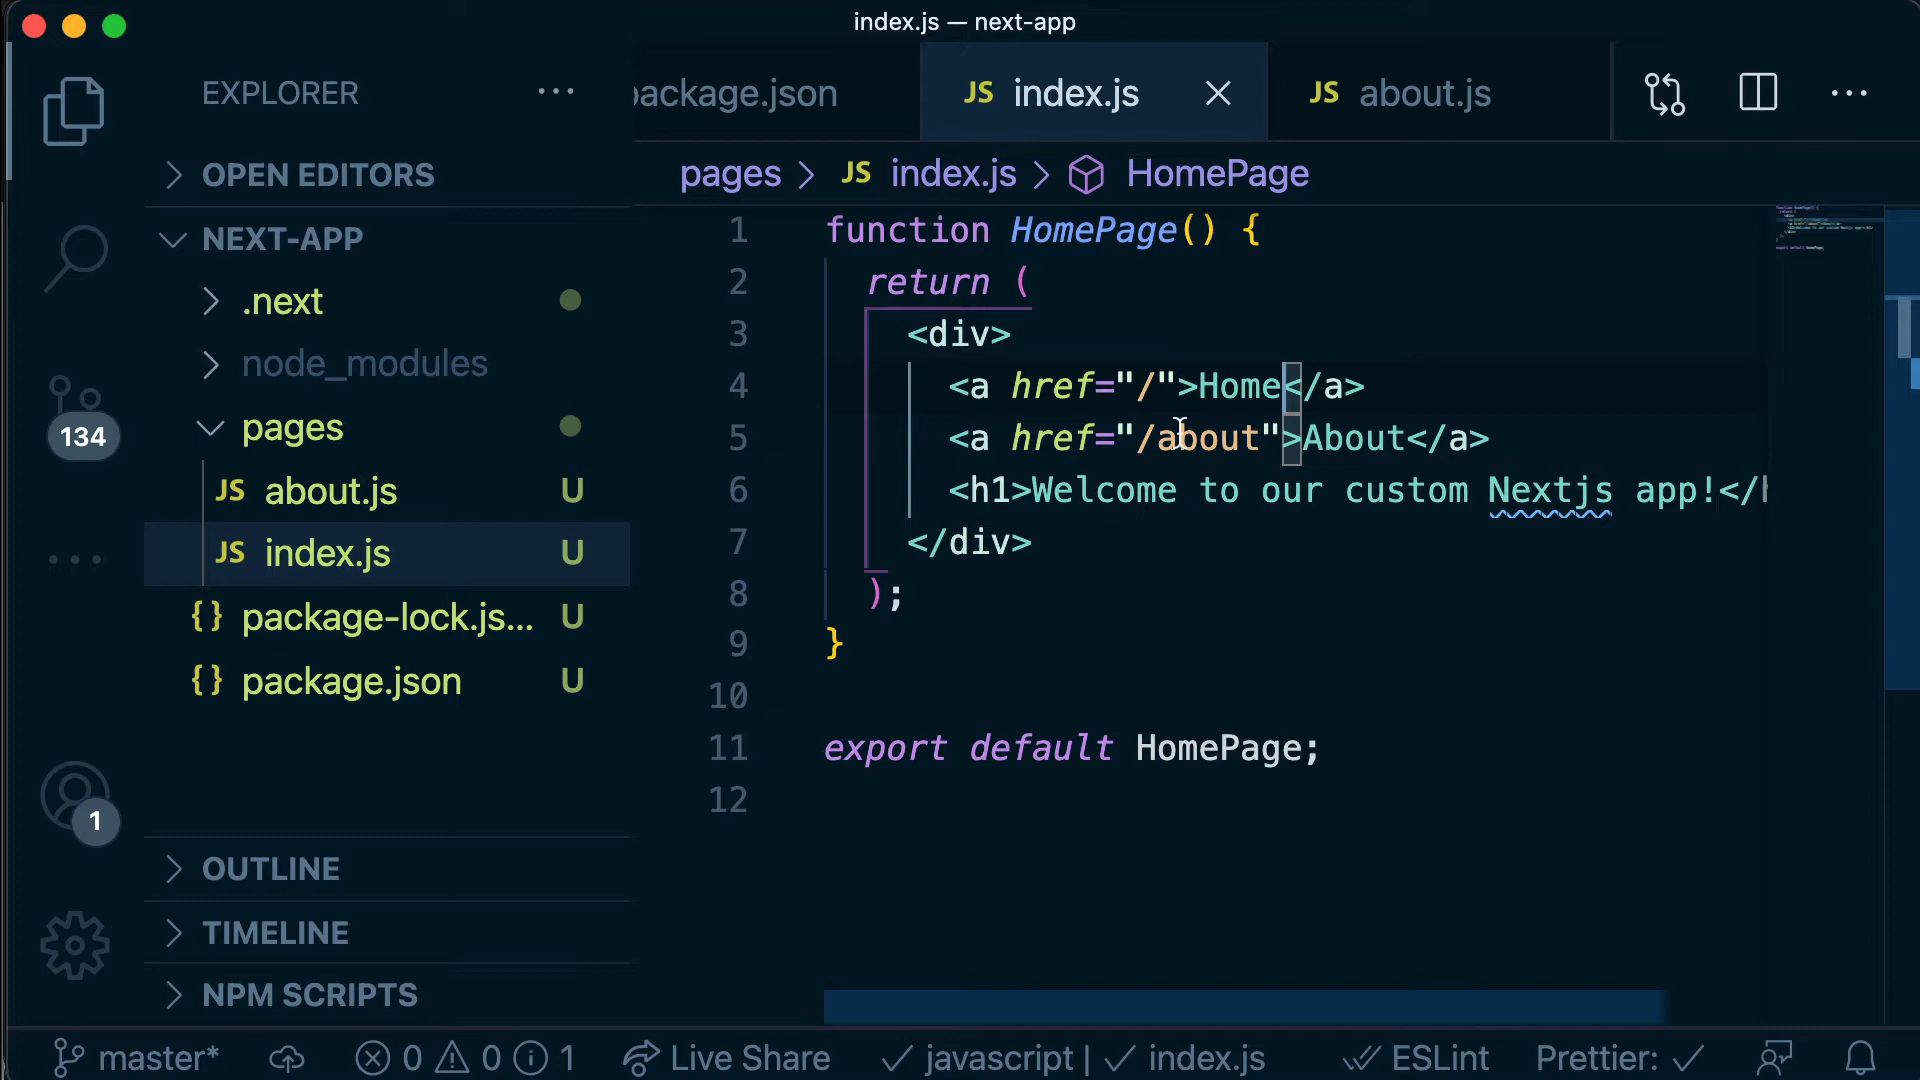 index.js — next-app
EXPLORER
package.json
JS index.js
JS about.js
OPEN EDITORS
pages > JS index.js > HomePage
NEXT-APP
.next
node_modules
pages
JS about.js U
JS index.js U
{} package-lock.js... U
{} package.json U
134
1
OUTLINE
TIMELINE
NPM SCRIPTS
1 function HomePage() {
2 return (
3 <div>
4 <a href="/">Home</a>
5 <a href="/about">About</a>
6 <h1>Welcome to our custom Nextjs app!</h
7 </div>
8 );
9 }
10
11 export default HomePage;
12
master* 0 0 1 Live Share javascript | index.js ESLint Prettier: